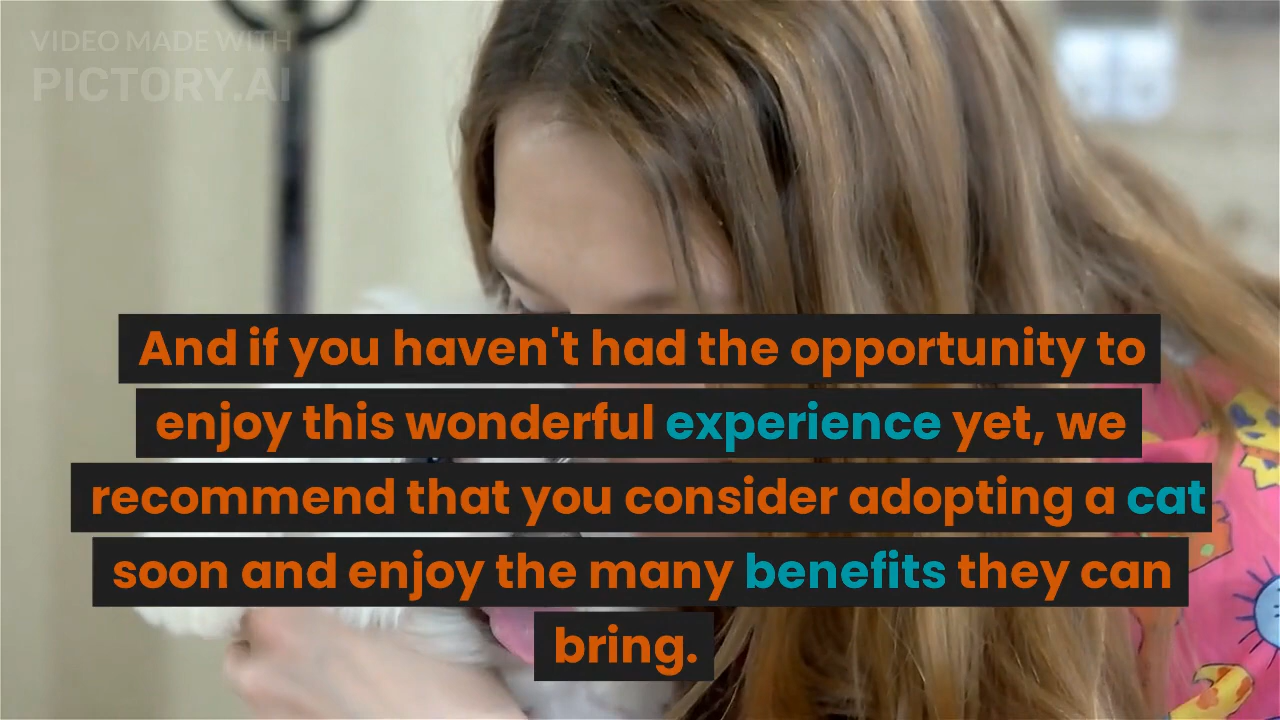 VIDEO MADE WITH
PICTORY.AI
And if you haven't had the opportunity to
enjoy this wonderful experience yet, we
recommend that you consider adopting a cat
soon and enjoy the many benefits they can
bring.